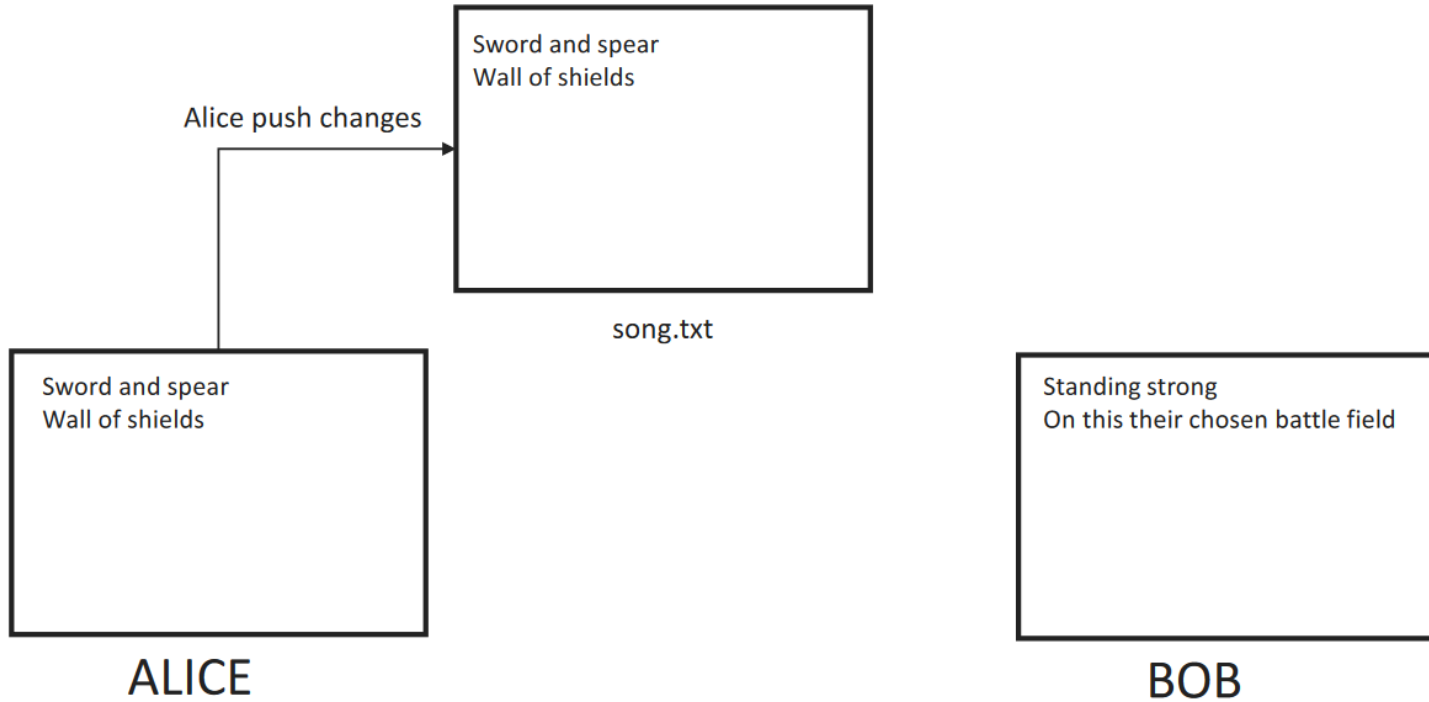 Sword and spear
Wall of shields
Alice push changes
song.txt
Sword and spear
Wall of shields
ALICE
Standing strong
On this their chosen battle field
BOB